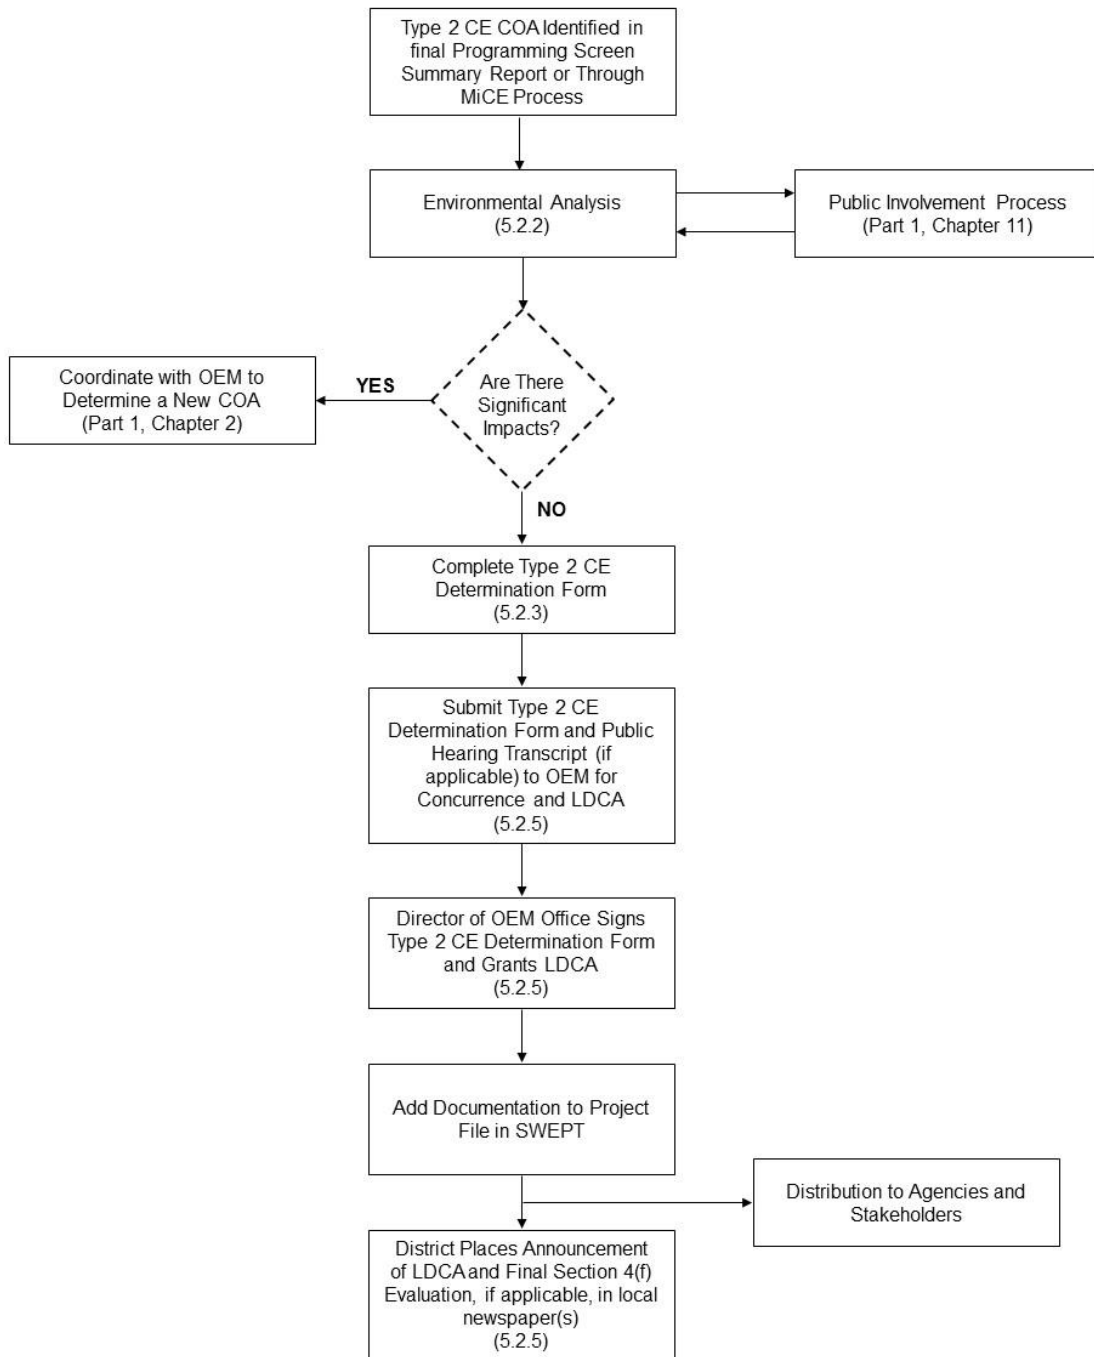 Type 2 CE COA Identified in
final Programming Screen
Summary Report or Through
MiCE Process
Environmental Analysis
(5.2.2)
Public Involvement Process
(Part 1, Chapter 11)
Coordinate with OEM to
Determine a New COA
(Part 1, Chapter 2)
YES
Are There
Significant
Impacts?
NO
Complete Type 2 CE
Determination Form
(5.2.3)
Submit Type 2 CE
Determination Form and Public
Hearing Transcript (if
applicable) to OEM for
Concurrence and LDCA
(5.2.5)
Director of OEM Office Signs
Type 2 CE Determination Form
and Grants LDCA
(5.2.5)
Add Documentation to Project
File in SWEPT
Distribution to Agencies and
Stakeholders
District Places Announcement
of LDCA and Final Section 4(f)
Evaluation, if applicable, in local
newspaper(s)
(5.2.5)